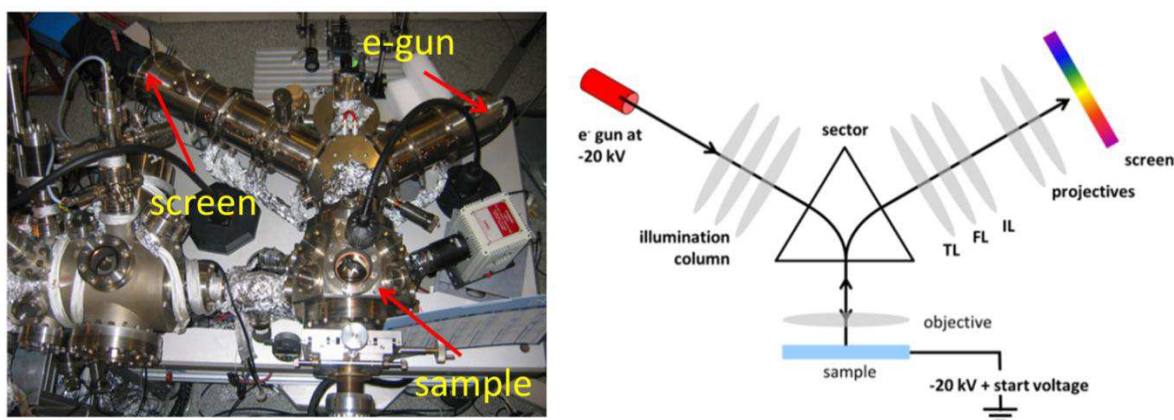 e-gun
screen
sample
e⁻ gun at
-20 kV
sector
illumination
column
TL
FL
IL
projectives
screen
objective
sample
-20 kV + start voltage